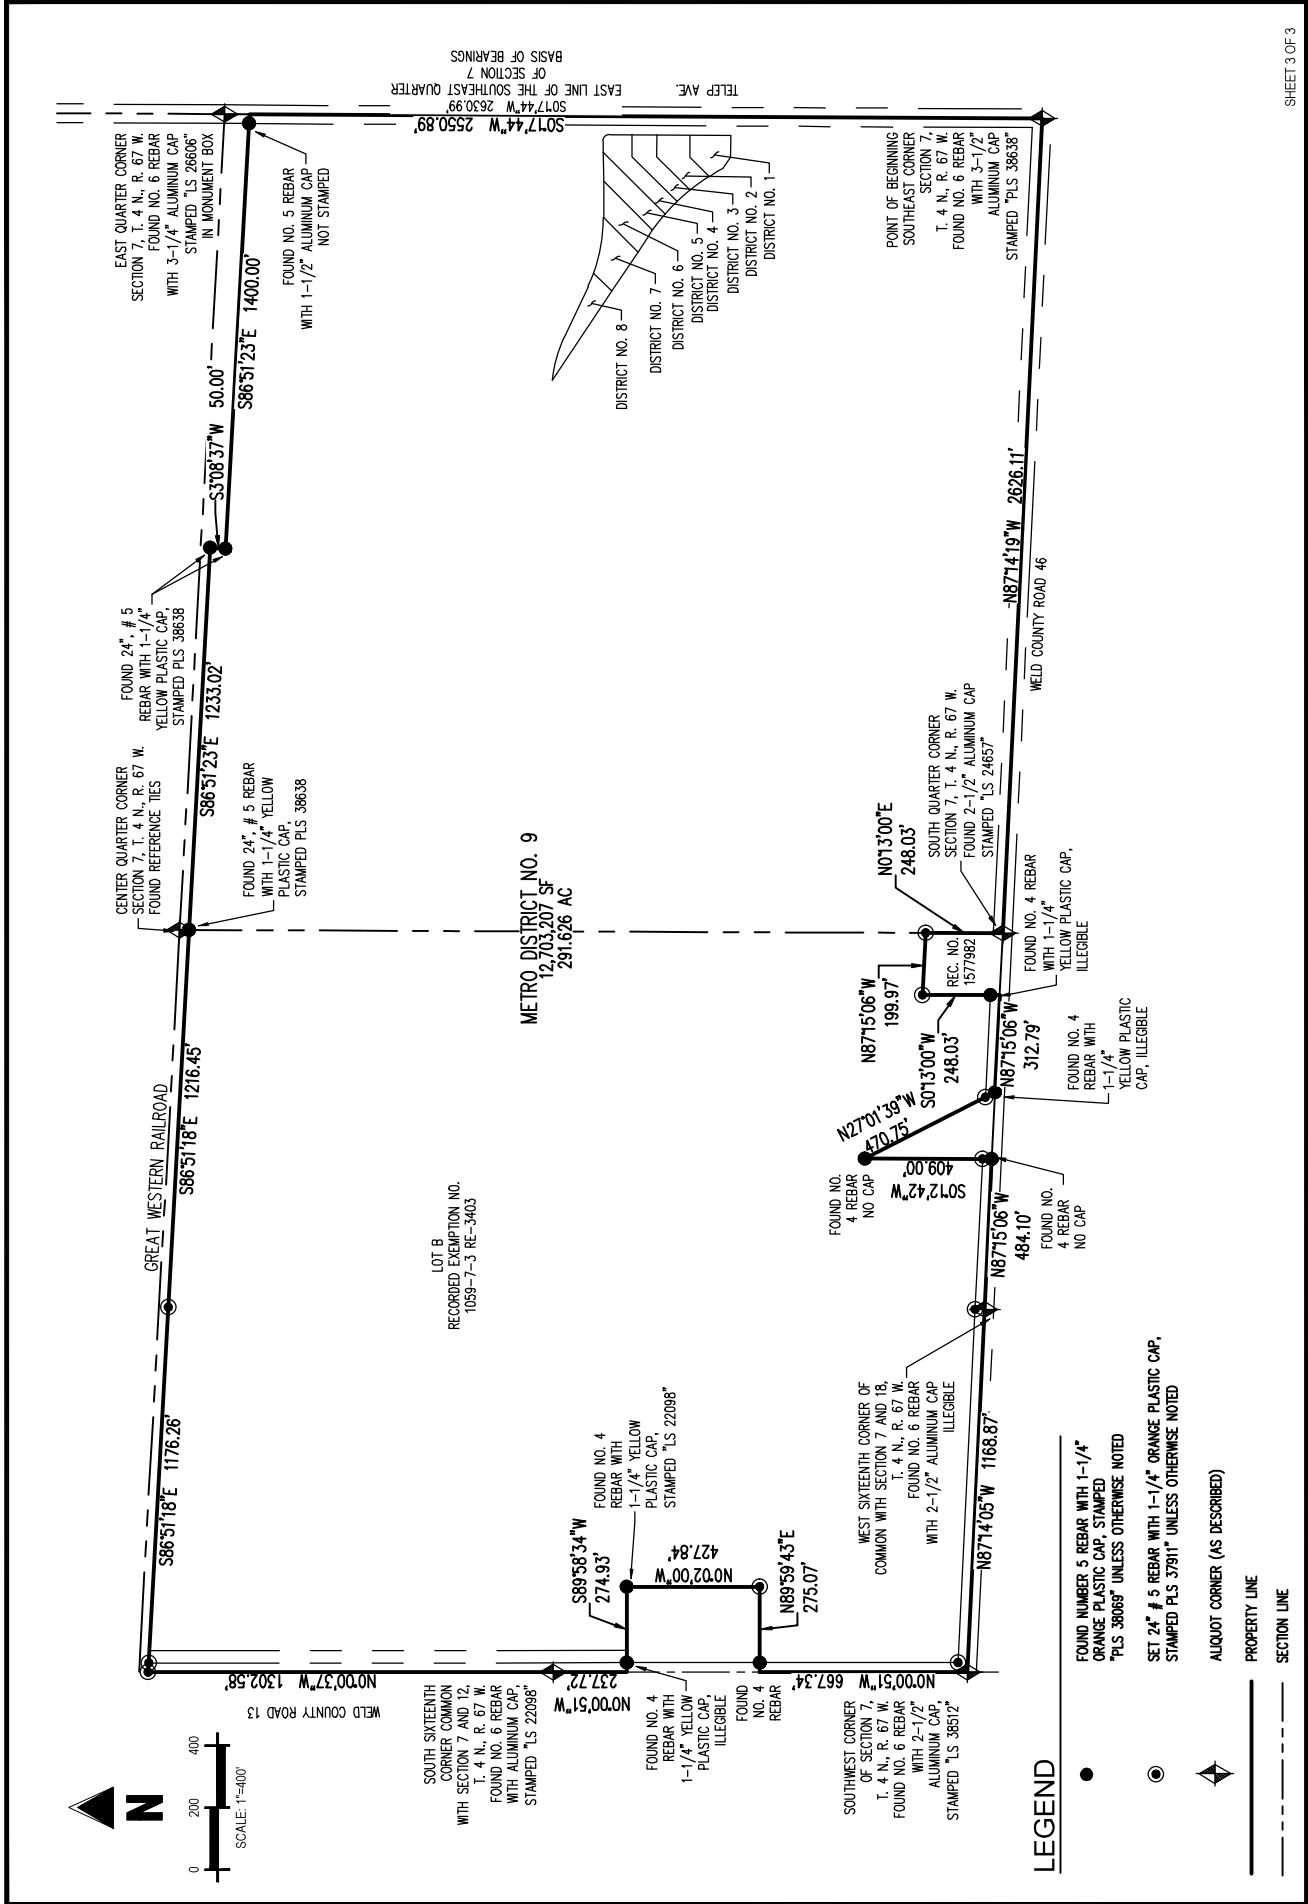 EAST QUARTER CORNER
SECTION 7, T. 4 N., R. 67 W.
FOUND NO. 6 REBAR
WITH 3-1/4" ALUMINUM CAP
STAMPED "LS 26606"
IN MONUMENT BOX
FOUND NO. 5 REBAR
WITH 1-1/2" ALUMINUM CAP
NOT STAMPED
S0°17'44"W 2550.89'
S0°17'44"W 2630.99'
EAST LINE OF THE SOUTHEAST QUARTER
OF SECTION 7
BASIS OF BEARINGS
TELEP AVE.
POINT OF BEGINNING
SOUTHEAST CORNER
SECTION 7,
T. 4 N., R. 67 W.
FOUND NO. 6 REBAR
WITH 3-1/2"
ALUMINUM CAP
STAMPED "PLS 38638"
S86°51'23"E 1400.00'
S3°08'37"W 50.00'
DISTRICT NO. 8
DISTRICT NO. 7
DISTRICT NO. 6
DISTRICT NO. 5
DISTRICT NO. 4
DISTRICT NO. 3
DISTRICT NO. 2
DISTRICT NO. 1
FOUND 24", # 5
REBAR WITH 1-1/4"
YELLOW PLASTIC CAP,
STAMPED PLS 38638
S86°51'23"E 1233.02'
CENTER QUARTER CORNER
SECTION 7, T. 4 N., R. 67 W.
FOUND REFERENCE TIES
FOUND 24", # 5 REBAR
WITH 1-1/4" YELLOW
PLASTIC CAP,
STAMPED PLS 38638
N87°14'19"W 2626.11'
WELD COUNTY ROAD 46
METRO DISTRICT NO. 9
12,703,207 SF
291.626 AC
N0°13'00"E
248.03'
SOUTH QUARTER CORNER
SECTION 7, T. 4 N., R. 67 W.
FOUND 2-1/2" ALUMINUM CAP
STAMPED "LS 24657"
REC. NO.
1577982
N87°15'06"W
199.97'
S0°13'00"W
248.03'
FOUND NO. 4 REBAR
WITH 1-1/4"
YELLOW PLASTIC CAP,
ILLEGIBLE
N87°15'06"W
312.79'
FOUND NO. 4
REBAR WITH
1-1/4"
YELLOW PLASTIC
CAP, ILLEGIBLE
N27°01'39"W
470.75'
S0°12'42"W
409.00'
FOUND NO.
4 REBAR
NO CAP
N87°15'06"W
484.10'
FOUND NO.
4 REBAR
NO CAP
GREAT WESTERN RAILROAD
S86°51'18"E 1216.45'
LOT B
RECORDED EXEMPTION NO.
1059-7-3 RE-3403
S86°51'18"E 1176.26'
WEST SIXTEENTH CORNER OF
COMMON WITH SECTION 7 AND 18,
T. 4 N., R. 67 W.
FOUND NO. 6 REBAR
WITH 2-1/2" ALUMINUM CAP
ILLEGIBLE
N87°14'05"W 1168.87'
FOUND NO. 4
REBAR WITH
1-1/4" YELLOW
PLASTIC CAP,
STAMPED "LS 22098"
S89°58'34"W
274.93'
N0°02'00"W
427.84'
N89°59'43"E
275.07'
N0°00'37"W 1302.58'
WELD COUNTY ROAD 13
N0°00'51"W
237.72'
N0°00'51"W
667.34'
SOUTH SIXTEENTH
CORNER COMMON
WITH SECTION 7 AND 12,
T. 4 N., R. 67 W.
FOUND NO. 6 REBAR
WITH ALUMINUM CAP,
STAMPED "LS 22098"
FOUND NO. 4
REBAR WITH
1-1/4" YELLOW
PLASTIC CAP,
ILLEGIBLE
FOUND
NO. 4
REBAR
SOUTHWEST CORNER
OF SECTION 7,
T. 4 N., R. 67 W.
FOUND NO. 6 REBAR
WITH 2-1/2"
ALUMINUM CAP,
STAMPED "LS 38512"
N
0 200 400
SCALE: 1"=400'
LEGEND
FOUND NUMBER 5 REBAR WITH 1-1/4"
ORANGE PLASTIC CAP, STAMPED
"PLS 38069" UNLESS OTHERWISE NOTED
SET 24" # 5 REBAR WITH 1-1/4" ORANGE PLASTIC CAP,
STAMPED PLS 37911" UNLESS OTHERWISE NOTED
ALIQUOT CORNER (AS DESCRIBED)
PROPERTY LINE
SECTION LINE
SHEET 3 OF 3